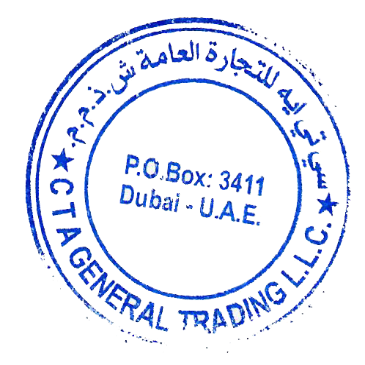 سي تي ايه للتجارة العامة ش.ذ.م.م.
P.O.Box: 3411
Dubai - U.A.E.
★ C T A GENERAL TRADING L.L.C. ★